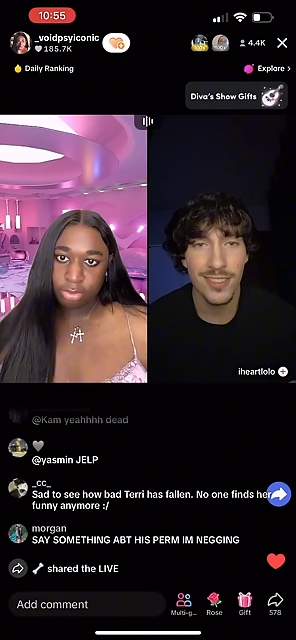 10:55
_voidpsyiconic
185.7K
4.4K
Daily Ranking
Explore >
Diva's Show Gifts
iheartlolo
@Kam yeahhhh dead
@yasmin JELP
_cc_
Sad to see how bad Terri has fallen. No one finds her
funny anymore :/
morgan
SAY SOMETHING ABT HIS PERM IM NEGGING
shared the LIVE
Add comment
Multi-g...
Rose
Gift
578